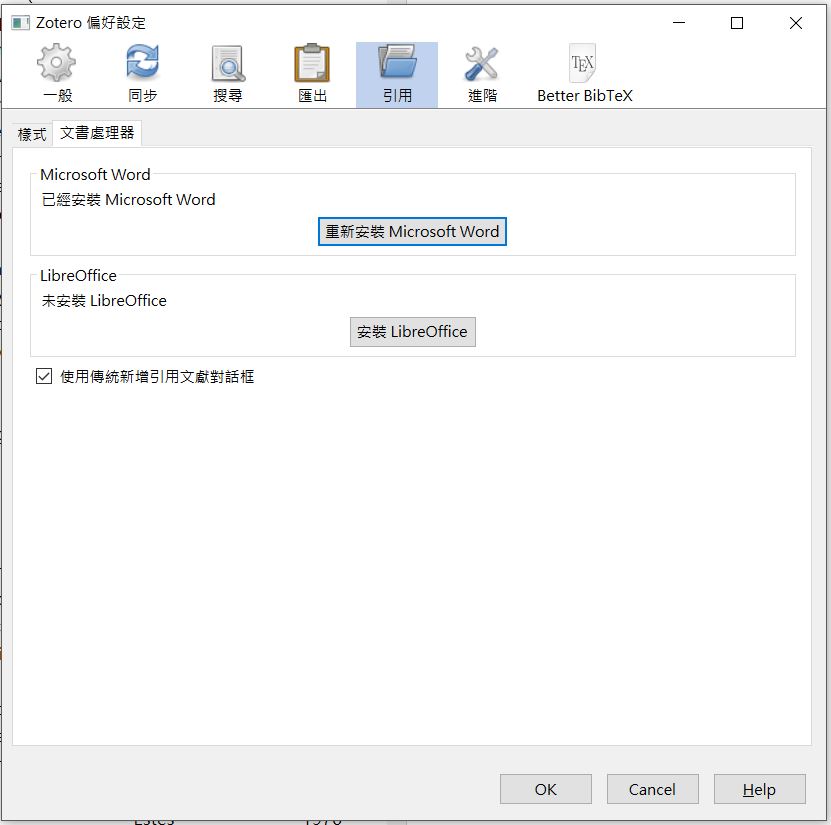 Zotero 偏好設定
一般 同步 搜尋 匯出 引用 進階 Better BibTeX
TEX
樣式 文書處理器
Microsoft Word
已經安裝 Microsoft Word
重新安裝 Microsoft Word
LibreOffice
未安裝 LibreOffice
安裝 LibreOffice
使用傳統新增引用文獻對話框
OK Cancel Help